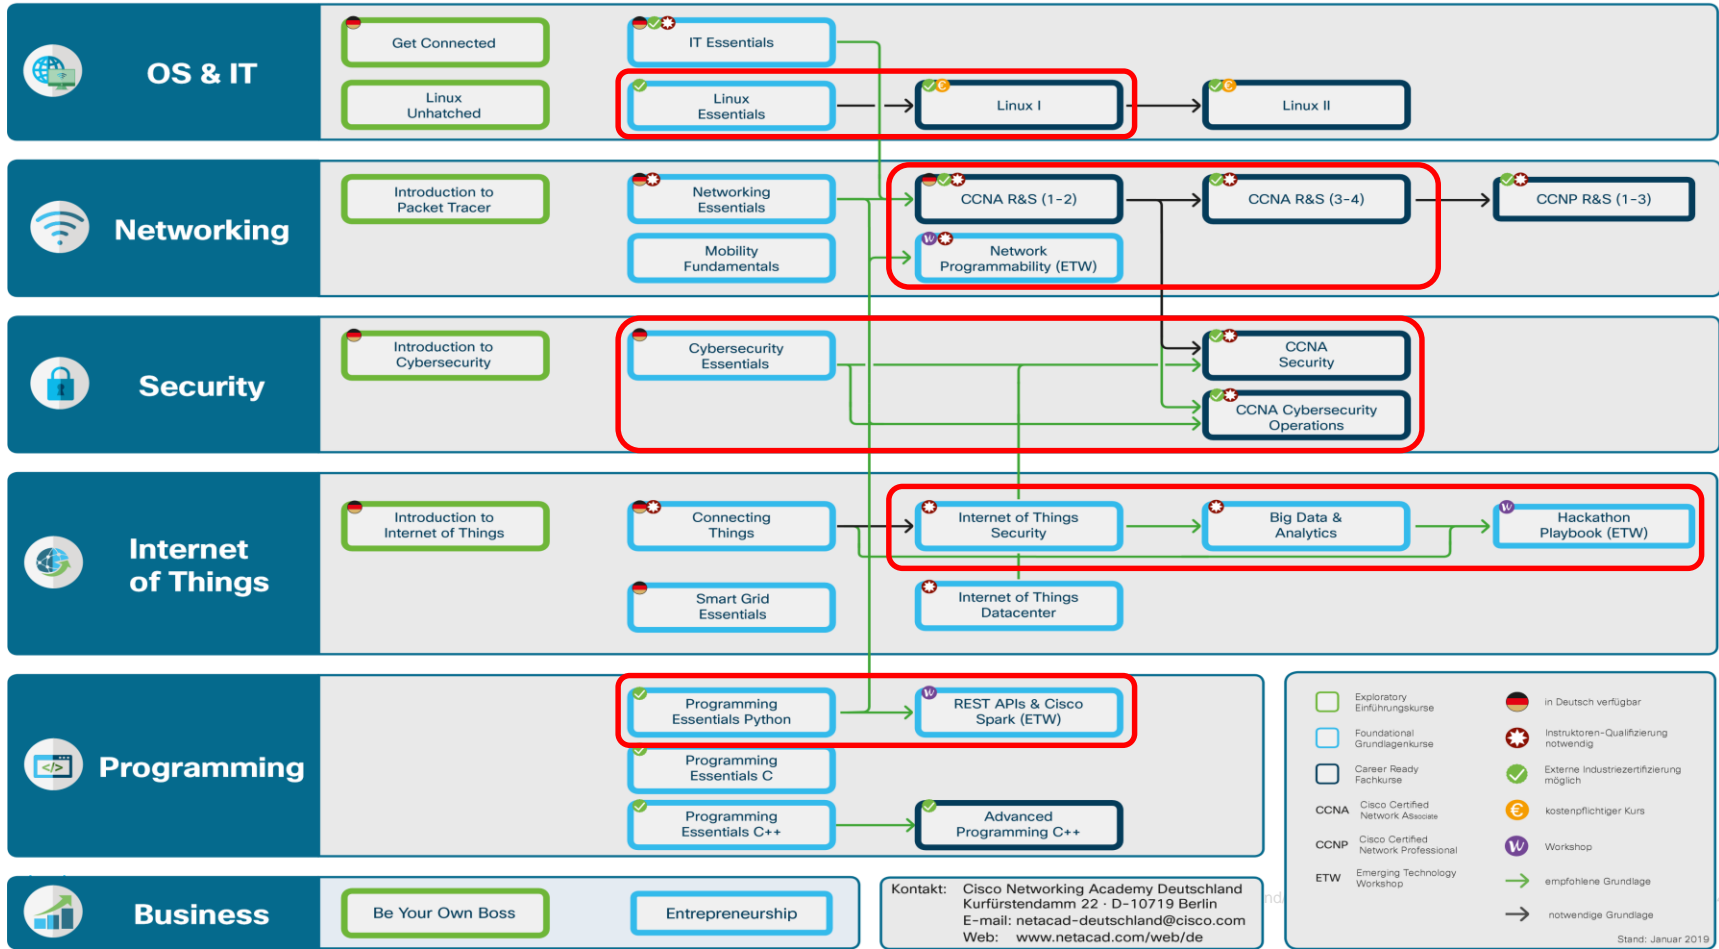 OS & IT
Get Connected
IT Essentials
Linux
Unhatched
Linux
Essentials
€
Linux I
€
Linux II
Networking
Introduction to
Packet Tracer
Networking
Essentials
CCNA R&S (1-2)
CCNA R&S (3-4)
CCNP R&S (1-3)
Mobility
Fundamentals
W
Network
Programmability (ETW)
Security
Introduction to
Cybersecurity
Cybersecurity
Essentials
CCNA
Security
CCNA Cybersecurity
Operations
Internet
of Things
Introduction to
Internet of Things
Connecting
Things
Internet of Things
Security
Big Data &
Analytics
W
Hackathon
Playbook (ETW)
Smart Grid
Essentials
Internet of Things
Datacenter
Programming
</>
Programming
Essentials Python
W
REST APIs & Cisco
Spark (ETW)
Programming
Essentials C
Programming
Essentials C++
Advanced
Programming C++
Business
Be Your Own Boss
Entrepreneurship
Kontakt: Cisco Networking Academy Deutschland
Kurfürstendamm 22 · D-10719 Berlin
E-mail: netacad-deutschland@cisco.com
Web: www.netacad.com/web/de
Exploratory
Einführungskurse
Foundational
Grundlagenkurse
Career Ready
Fachkurse
CCNA Cisco Certified
Network Associate
CCNP Cisco Certified
Network Professional
ETW Emerging Technology
Workshop
in Deutsch verfügbar
Instruktoren-Qualifizierung
notwendig
Externe Industriezertifizierung
möglich
€ kostenpflichtiger Kurs
W Workshop
empfohlene Grundlage
notwendige Grundlage
Stand: Januar 2019